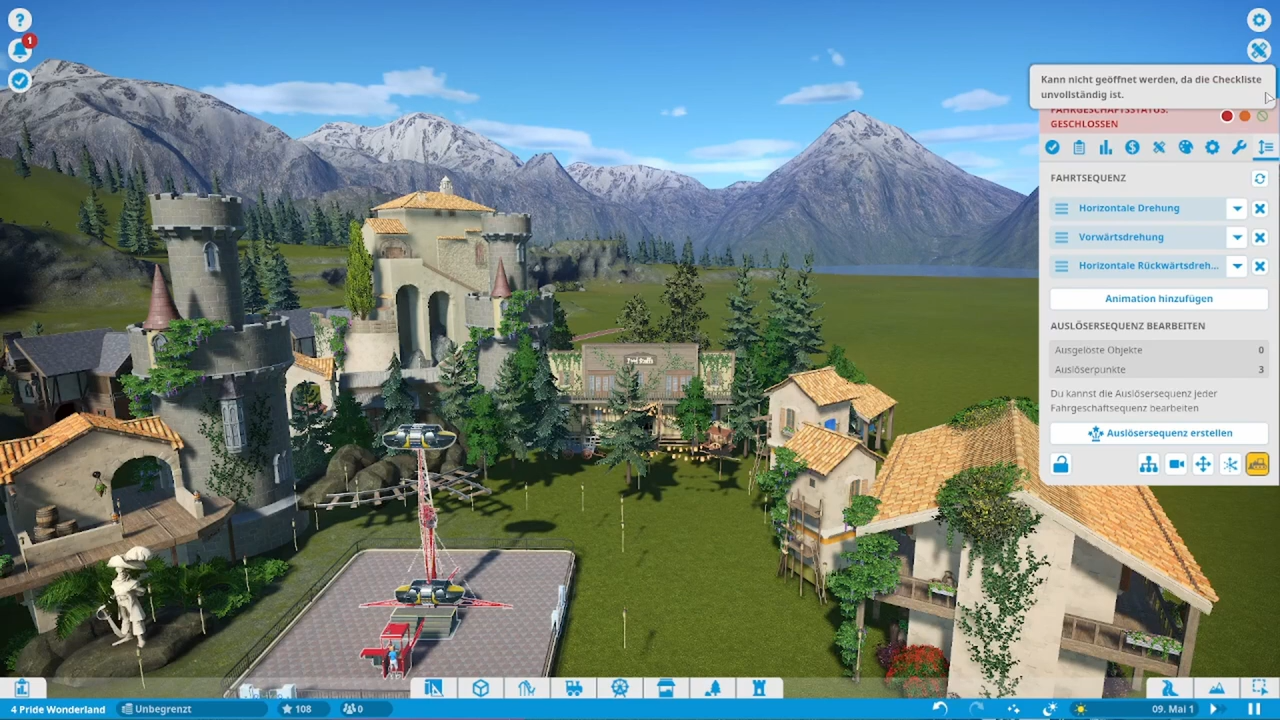 ?
1
Kann nicht geöffnet werden, da die Checkliste
unvollständig ist.
FAHRGESCHÄFTSSTATUS:
GESCHLOSSEN
FAHRTSEQUENZ
Horizontale Drehung
Vorwärtsdrehung
Horizontale Rückwärtsdreh...
Animation hinzufügen
AUSLÖSERSEQUENZ BEARBEITEN
Ausgelöste Objekte 0
Auslöserpunkte 3
Du kannst die Auslösersequenz jeder
Fahrgeschäftsequenz bearbeiten
Auslösersequenz erstellen
4 Pride Wonderland
Unbegrenzt
108
0
09. Mai 1